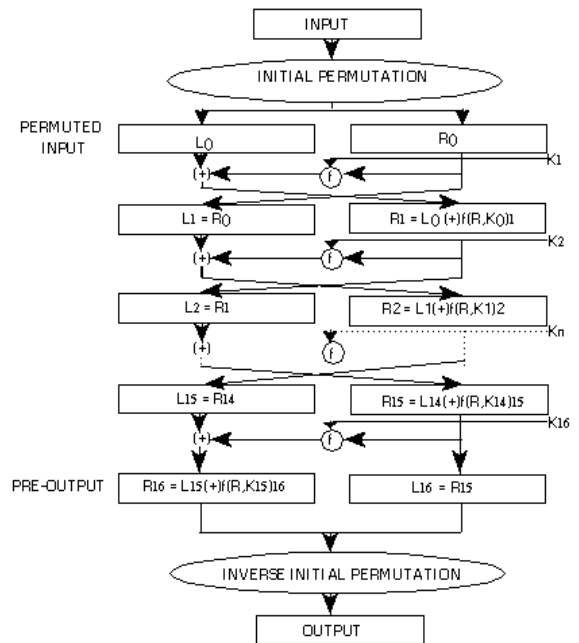 INPUT
INITIAL PERMUTATION
PERMUTED
INPUT
L0
R0
K1
(+)
f
L1 = R0
R1 = L0 (+)f(R,K0)1
K2
(+)
f
L2 = R1
R2 = L1(+)f(R,K1)2
Kn
(+)
f
L15 = R14
R15 = L14(+)f(R,K14)15
K16
(+)
f
PRE-OUTPUT
R16 = L15(+)f(R,K15)16
L16 = R15
INVERSE INITIAL PERMUTATION
OUTPUT